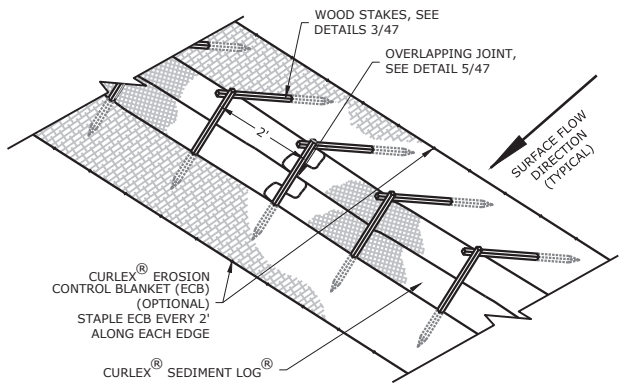 WOOD STAKES, SEE
DETAILS 3/47
OVERLAPPING JOINT,
SEE DETAIL 5/47
2'
SURFACE FLOW
DIRECTION
(TYPICAL)
CURLEX® EROSION
CONTROL BLANKET (ECB)
(OPTIONAL)
STAPLE ECB EVERY 2'
ALONG EACH EDGE
CURLEX® SEDIMENT LOG®